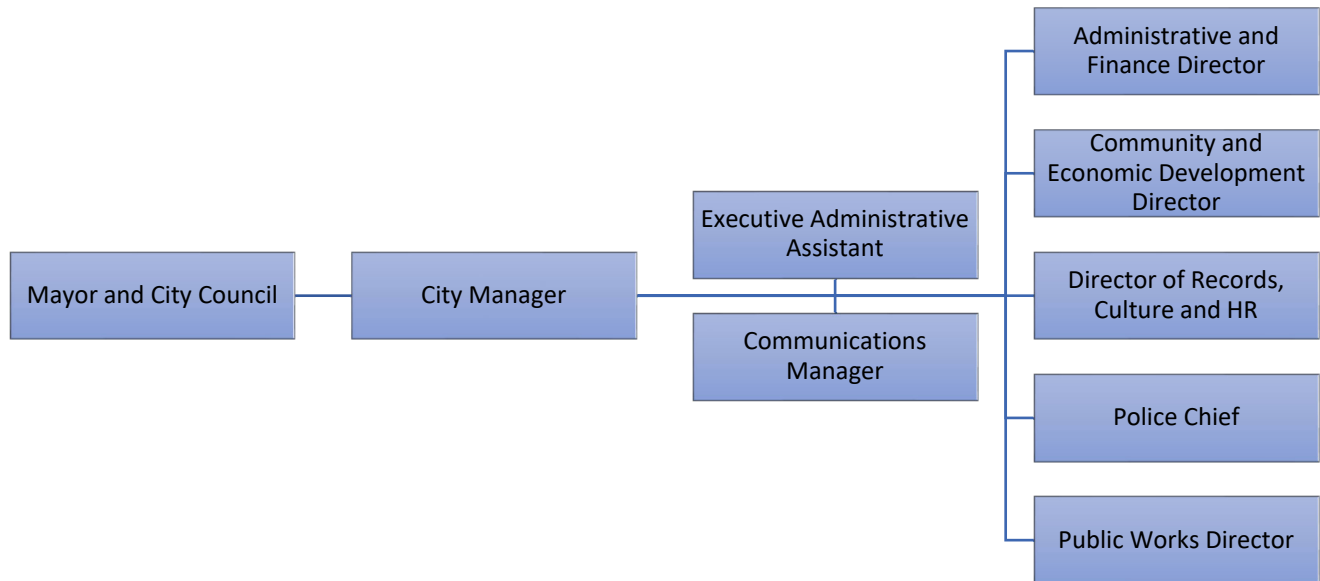 Mayor and City Council
City Manager
Executive Administrative
Assistant
Communications
Manager
Administrative and
Finance Director
Community and
Economic Development
Director
Director of Records,
Culture and HR
Police Chief
Public Works Director